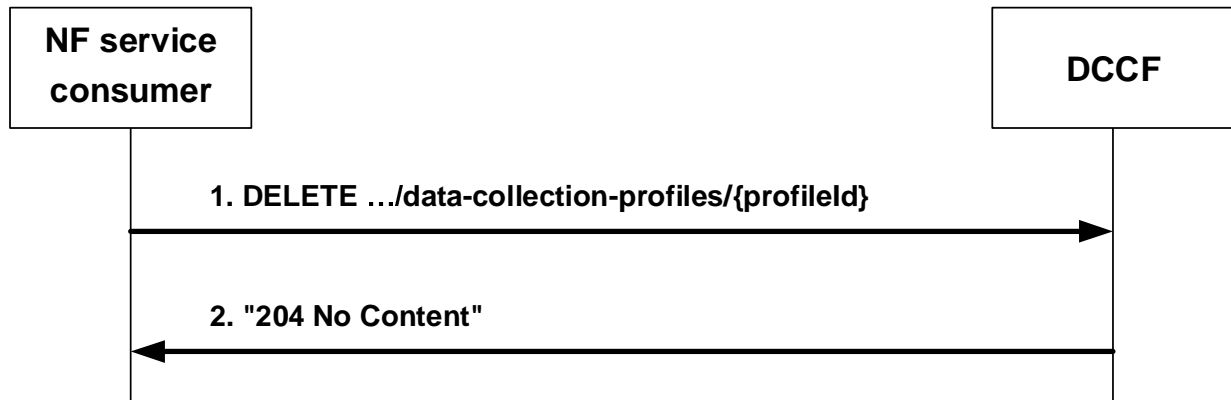 NF service
consumer
DCCF
1. DELETE …/data-collection-profiles/{profileId}
2. "204 No Content"